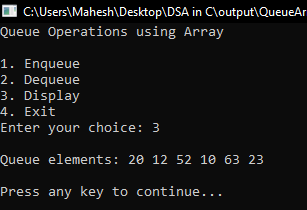 C:\Users\Mahesh\Desktop\DSA in C\output\QueueAr
Queue Operations using Array
1. Enqueue
2. Dequeue
3. Display
4. Exit
Enter your choice: 3
Queue elements: 20 12 52 10 63 23
Press any key to continue...